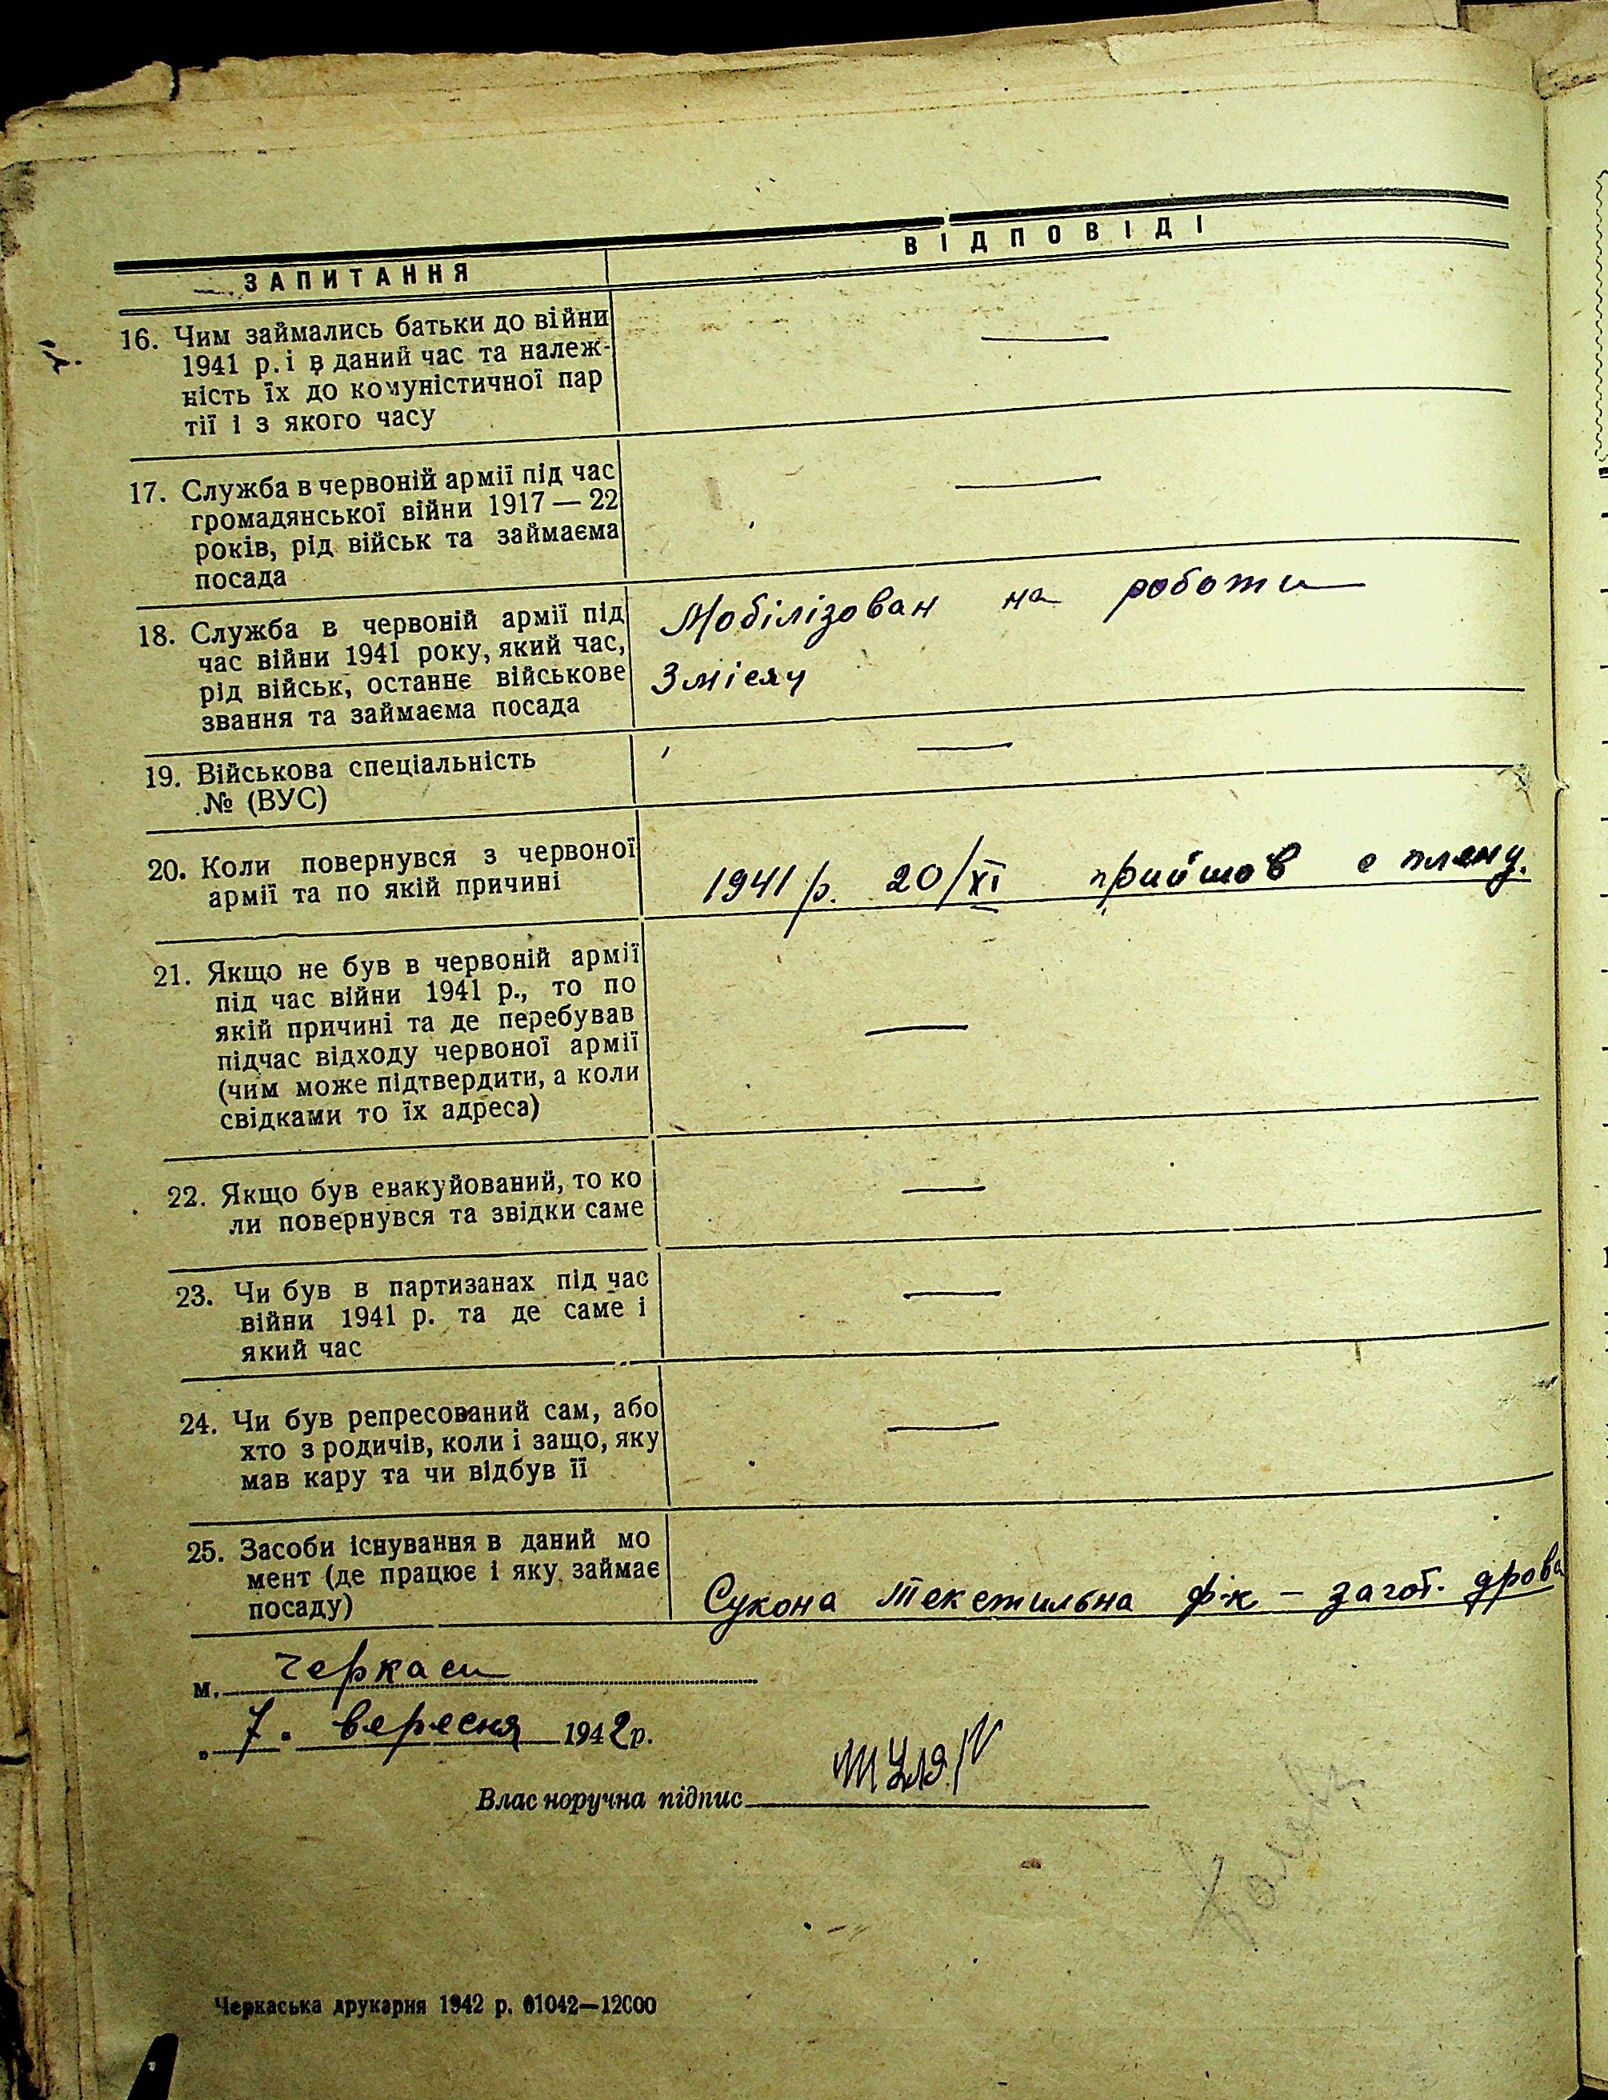 ЗАПИТАННЯ
ВІДПОВІДІ
16. Чим займались батьки до війни
1941 р. і в даний час та належ-
ність їх до комуністичної пар
тії і з якого часу
—
17. Служба в червоній армії під час
громадянської війни 1917 — 22
років, рід військ та займаєма
посада
—
18. Служба в червоній армії під
час війни 1941 року, який час,
рід військ, останнє військове
звання та займаєма посада
Мобілізован на роботи
3 місяц
19. Військова спеціальність
№ (ВУС)
—
20. Коли повернувся з червоної
армії та по якій причині
1941 р. 20/XI прийшов с плену.
21. Якщо не був в червоній армії
під час війни 1941 р., то по
якій причині та де перебував
підчас відходу червоної армії
(чим може підтвердити, а коли
свідками то їх адреса)
—
22. Якщо був евакуйований, то ко
ли повернувся та звідки саме
—
23. Чи був в партизанах під час
війни 1941 р. та де саме і
який час
—
24. Чи був репресований сам, або
хто з родичів, коли і защо, яку
мав кару та чи відбув її
—
25. Засоби існування в даний мо
мент (де працює і яку займає
посаду)
Сукона текстильна ф-к — загот. дрова
м. Черкаси
„ 7 . вересня 1942 р.
Власноручна підпис
Черкаська друкарня 1942 р. 01042—12000